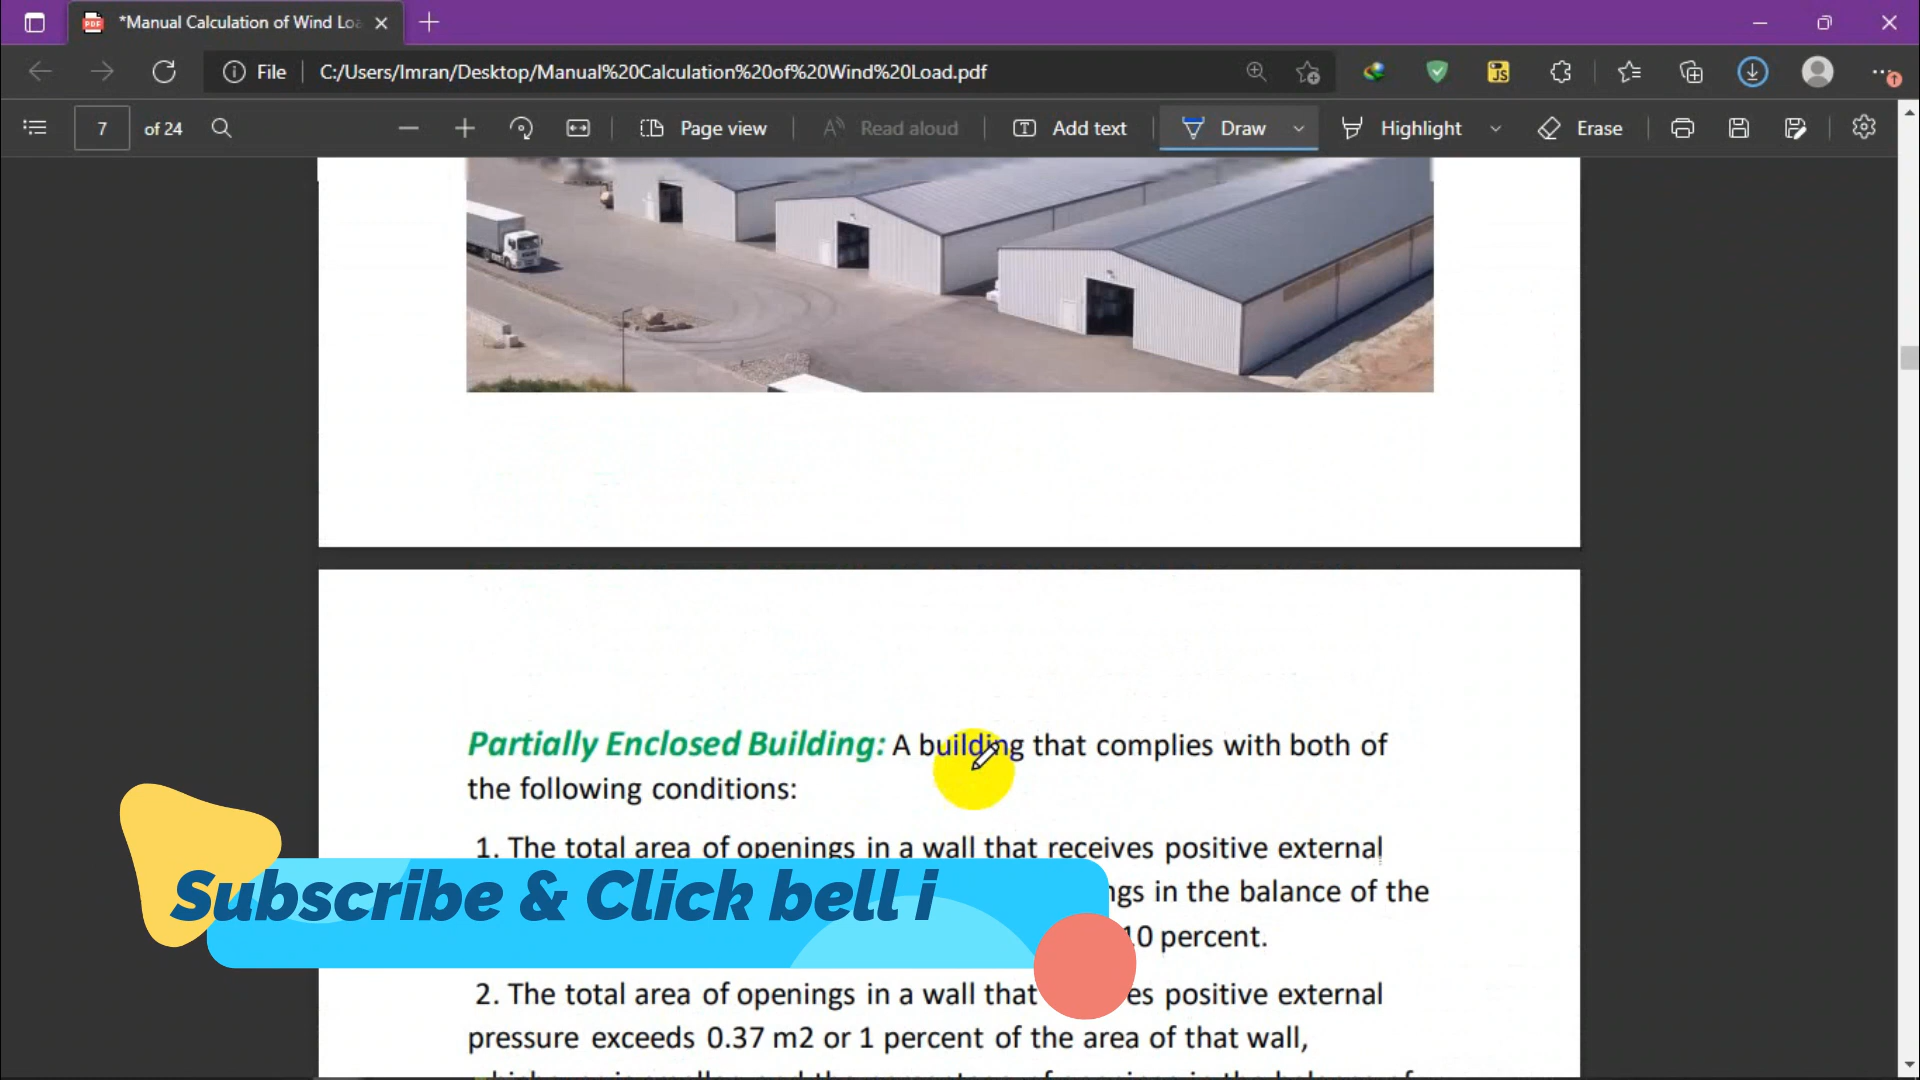 *Manual Calculation of Wind Loa
File
C:/Users/Imran/Desktop/Manual%20Calculation%20of%20Wind%20Load.pdf
JS
7 of 24
Page view
Read aloud
Add text
Draw
Highlight
Erase
Partially Enclosed Building: A building that complies with both of
the following conditions:
1. The total area of openings in a wall that receives positive external
ngs in the balance of the
10 percent.
Subscribe & Click bell i
2. The total area of openings in a wall that es positive external
pressure exceeds 0.37 m2 or 1 percent of the area of that wall,